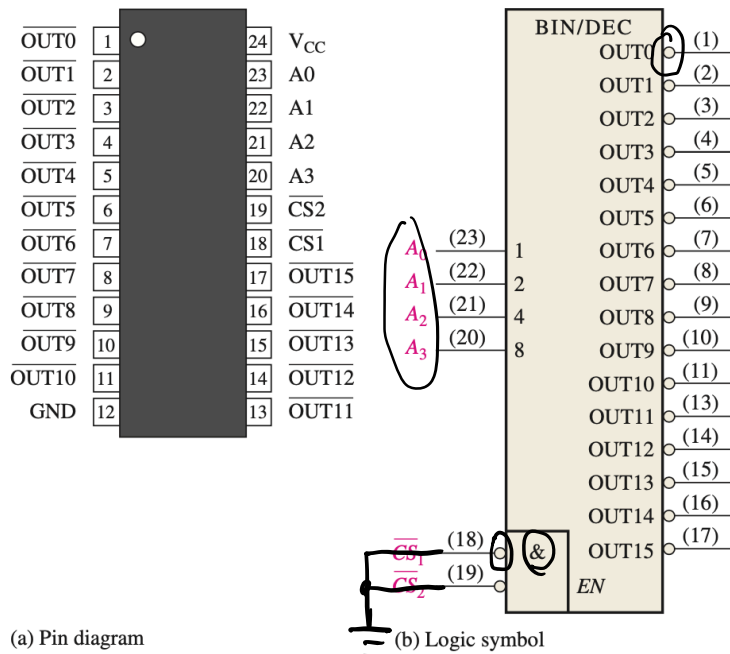 OUT0 1 24 VCC
OUT1 2 23 A0
OUT2 3 22 A1
OUT3 4 21 A2
OUT4 5 20 A3
OUT5 6 19 CS2
OUT6 7 18 CS1
OUT7 8 17 OUT15
OUT8 9 16 OUT14
OUT9 10 15 OUT13
OUT10 11 14 OUT12
GND 12 13 OUT11
(a) Pin diagram
BIN/DEC
OUT0 (1)
OUT1 (2)
OUT2 (3)
OUT3 (4)
OUT4 (5)
OUT5 (6)
A0 (23) 1 OUT6 (7)
A1 (22) 2 OUT7 (8)
A2 (21) 4 OUT8 (9)
A3 (20) 8 OUT9 (10)
OUT10 (11)
OUT11 (13)
OUT12 (14)
OUT13 (15)
OUT14 (16)
CS1 (18) & OUT15 (17)
CS2 (19) EN
(b) Logic symbol